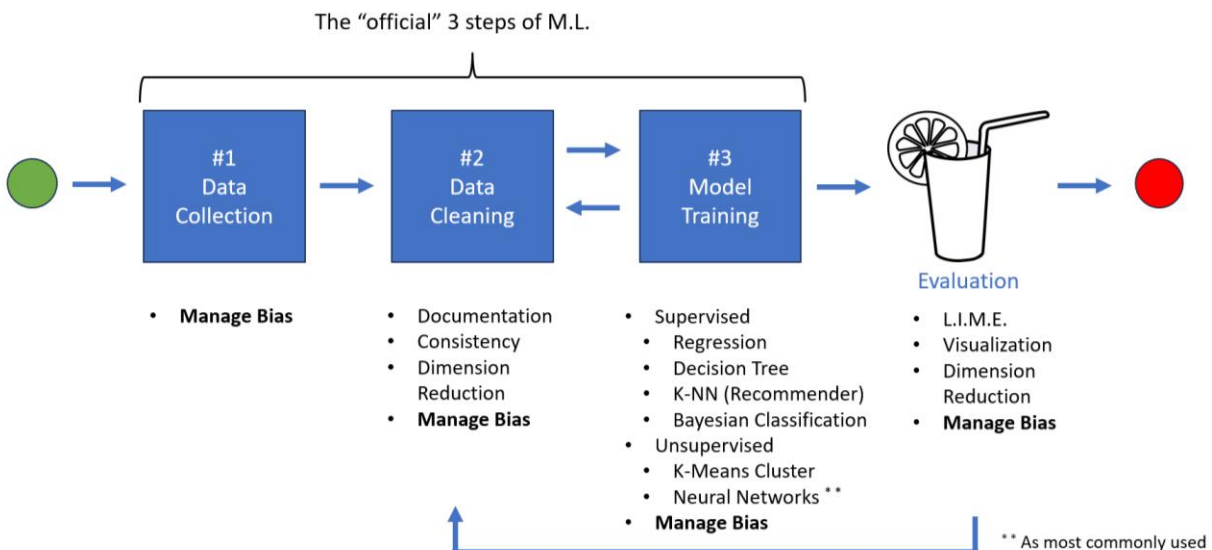 The “official” 3 steps of M.L.
#1
Data
Collection
#2
Data
Cleaning
#3
Model
Training
Evaluation
• Manage Bias
• Documentation
• Consistency
• Dimension
Reduction
• Manage Bias
• Supervised
• Regression
• Decision Tree
• K-NN (Recommender)
• Bayesian Classification
• Unsupervised
• K-Means Cluster
• Neural Networks **
• Manage Bias
• L.I.M.E.
• Visualization
• Dimension
Reduction
• Manage Bias
** As most commonly used